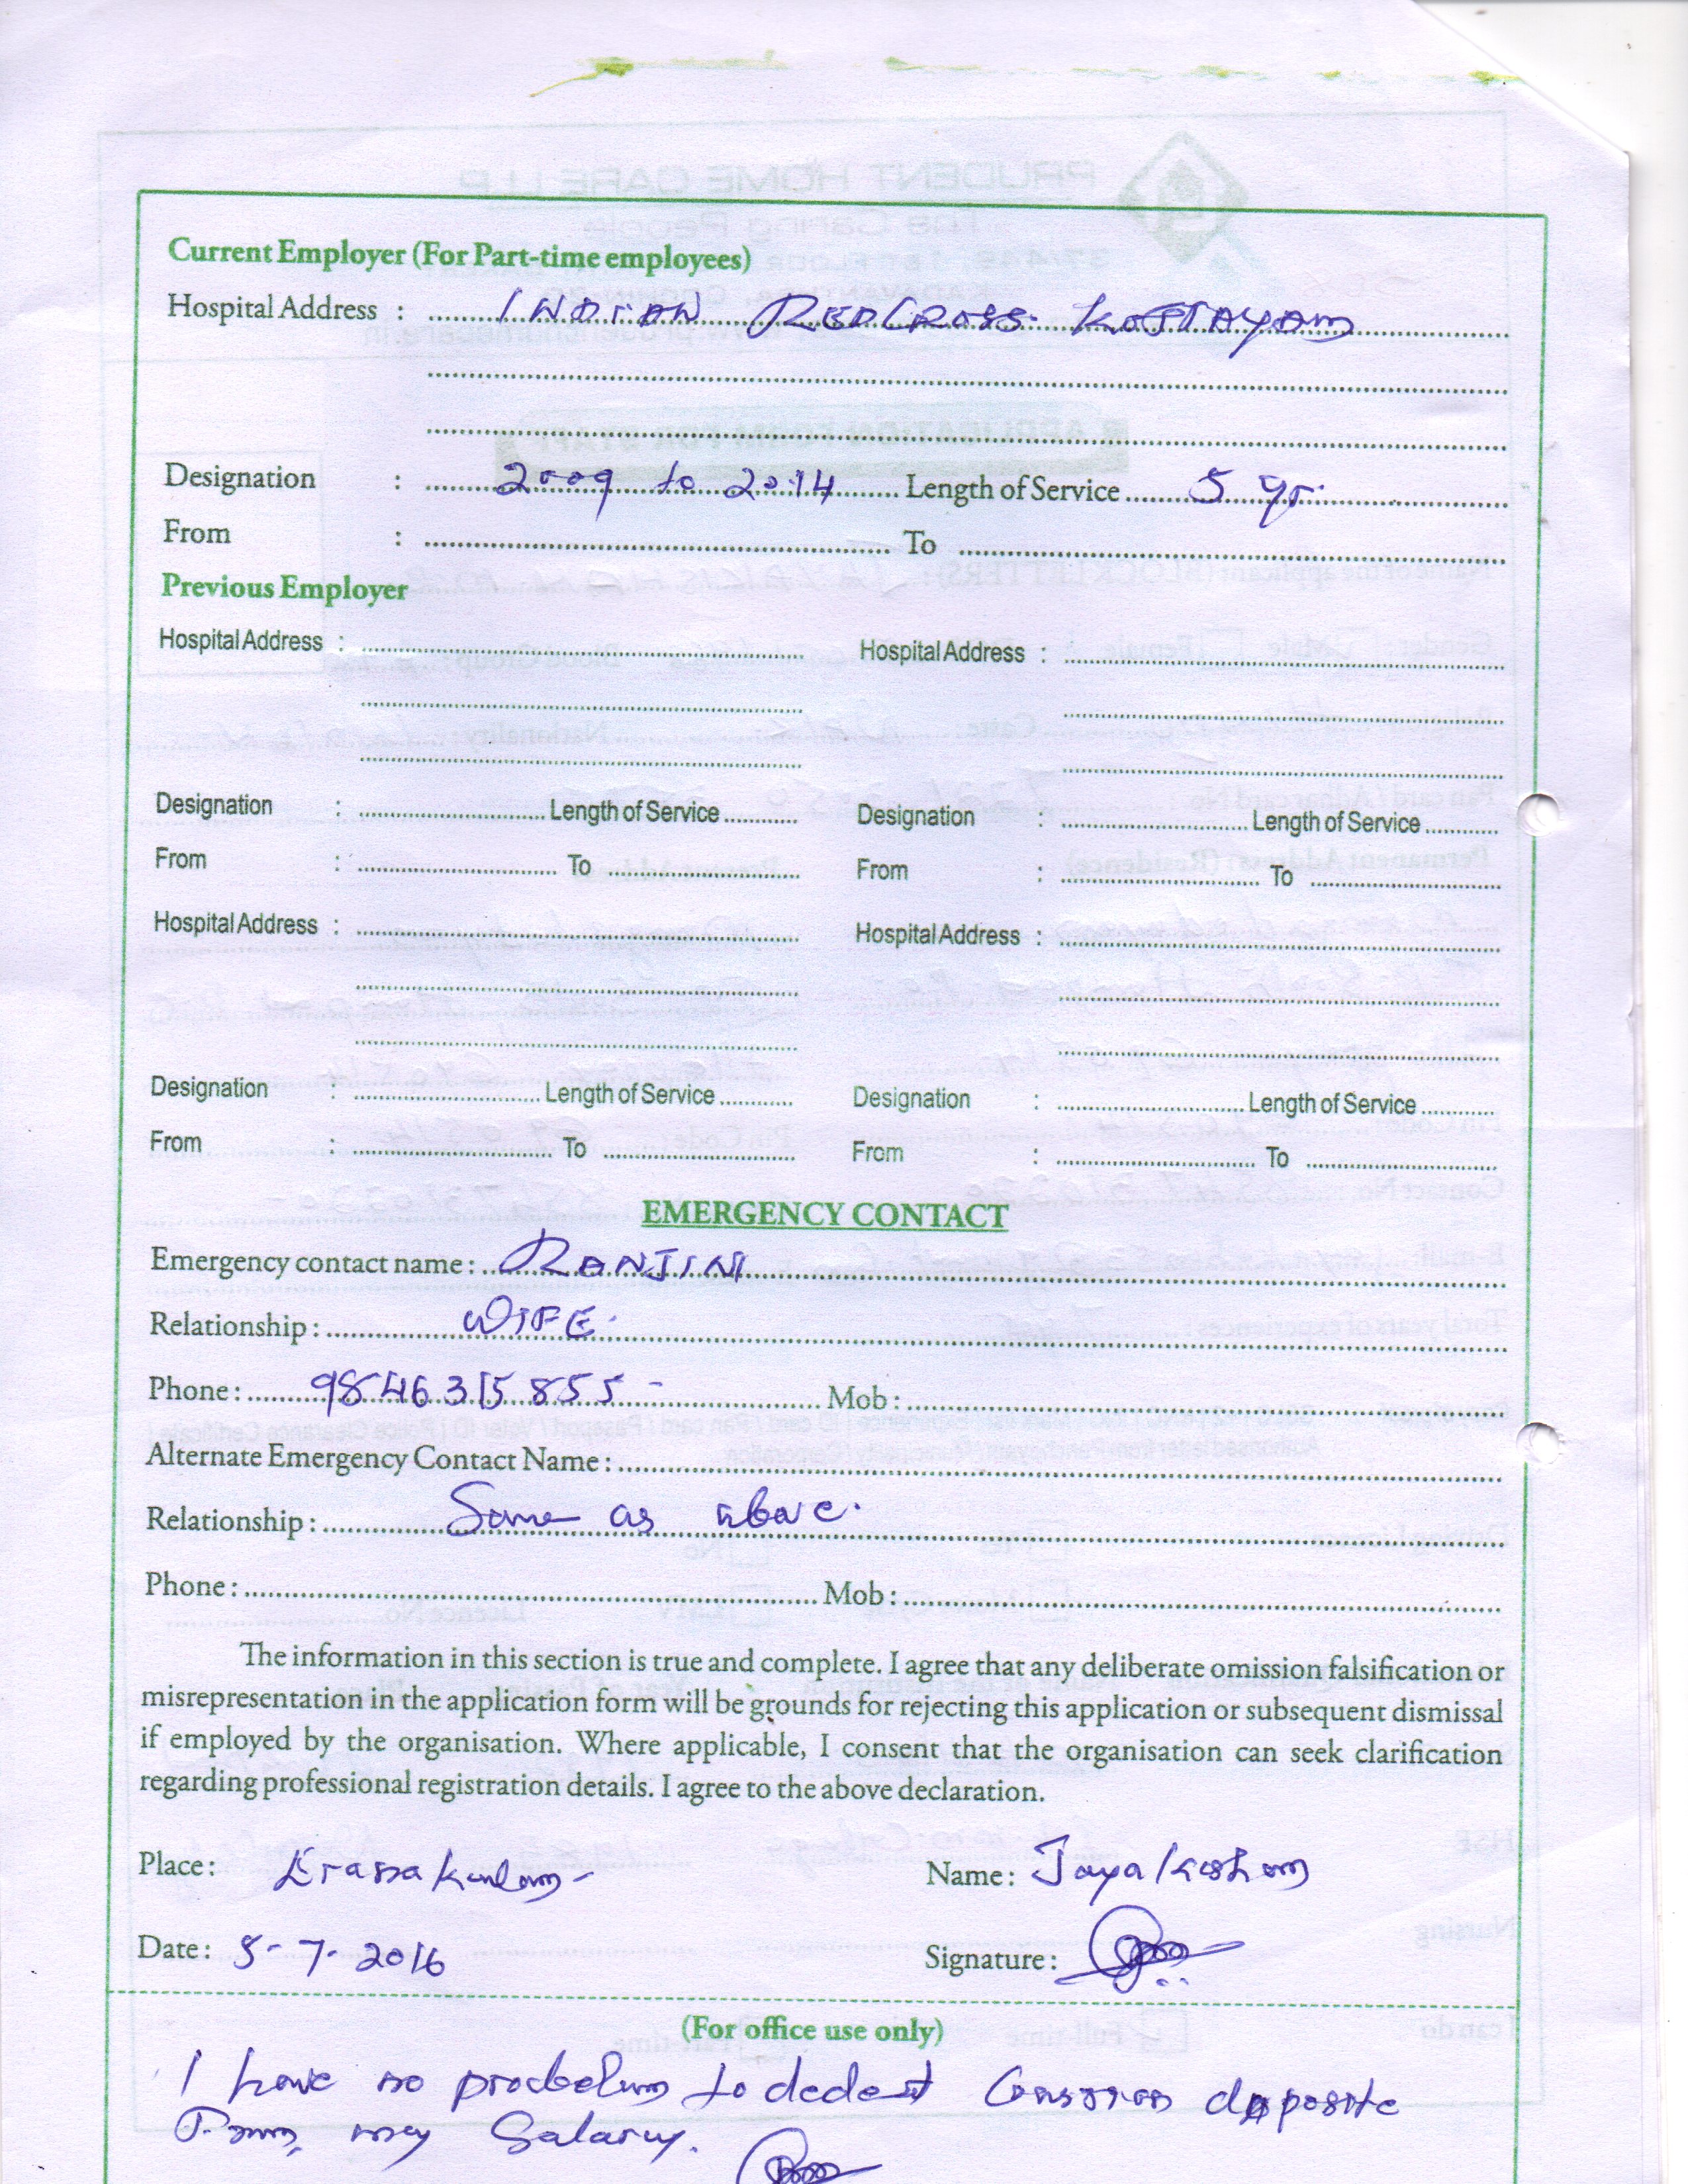 Current Employer (For Part-time employees)
Hospital Address : INDIAN REDCROSS KOTTAYAM
Designation : 2009 to 2014 Length of Service 5 yr.
From : To
Previous Employer
Hospital Address : Hospital Address :
Designation : Length of Service Designation : Length of Service
From : To From : To
Hospital Address : Hospital Address :
Designation : Length of Service Designation : Length of Service
From : To From : To
EMERGENCY CONTACT
Emergency contact name : RANJINI
Relationship : WIFE.
Phone : 9846315855 - Mob :
Alternate Emergency Contact Name :
Relationship : Same as above.
Phone : Mob :
The information in this section is true and complete. I agree that any deliberate omission falsification or
misrepresentation in the application form will be grounds for rejecting this application or subsequent dismissal
if employed by the organisation. Where applicable, I consent that the organisation can seek clarification
regarding professional registration details. I agree to the above declaration.
Place : Name :
Date : 5-7-2016 Signature :
(For office use only)
I have no to deposite
my Salary.